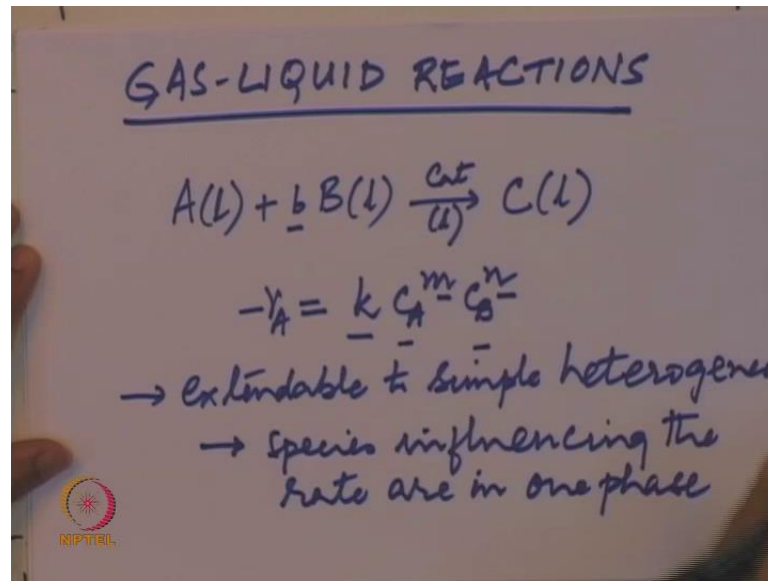 GAS-LIQUID REACTIONS
A(l) + b B(l) Cat (l) → C(l)
-rA = k CA^m CB^n
→ extendable to simple heterogene
→ species influencing the
rate are in one phase
NPTEL